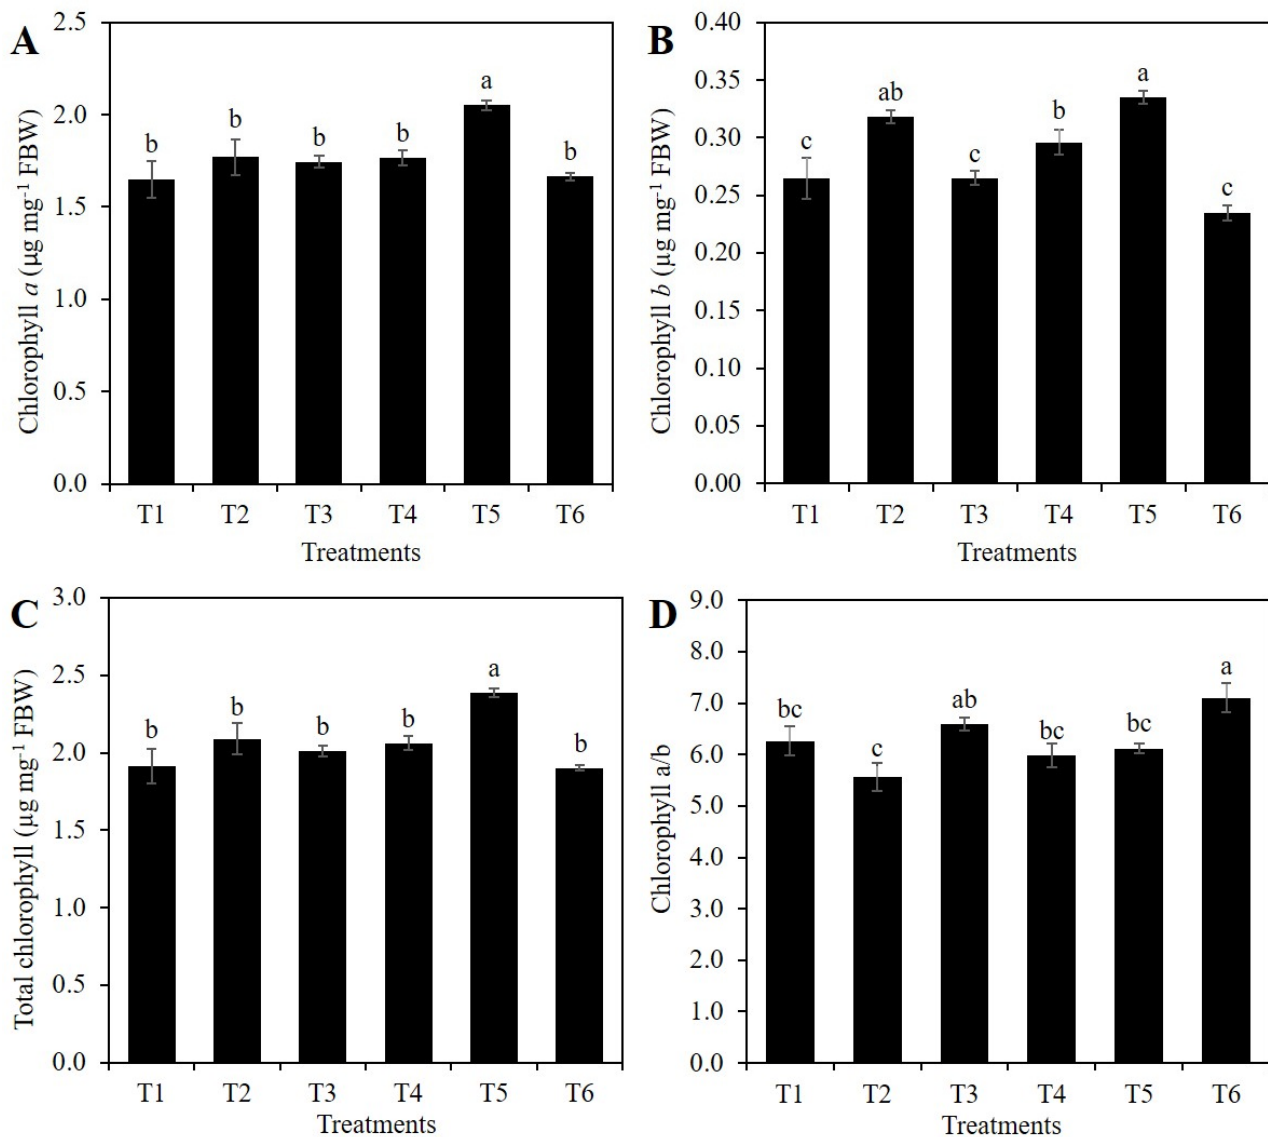 A
Chlorophyll a (µg mg-1 FBW)
2.5
2.0
1.5
1.0
0.5
0.0
b
b
b
b
a
b
T1 T2 T3 T4 T5 T6
Treatments
B
Chlorophyll b (µg mg-1 FBW)
0.40
0.35
0.30
0.25
0.20
0.15
0.10
0.05
0.00
c
ab
c
b
a
c
T1 T2 T3 T4 T5 T6
Treatments
C
Total chlorophyll (µg mg-1 FBW)
3.0
2.5
2.0
1.5
1.0
0.5
0.0
b
b
b
b
a
b
T1 T2 T3 T4 T5 T6
Treatments
D
Chlorophyll a/b
9.0
8.0
7.0
6.0
5.0
4.0
3.0
2.0
1.0
0.0
bc
c
ab
bc
bc
a
T1 T2 T3 T4 T5 T6
Treatments